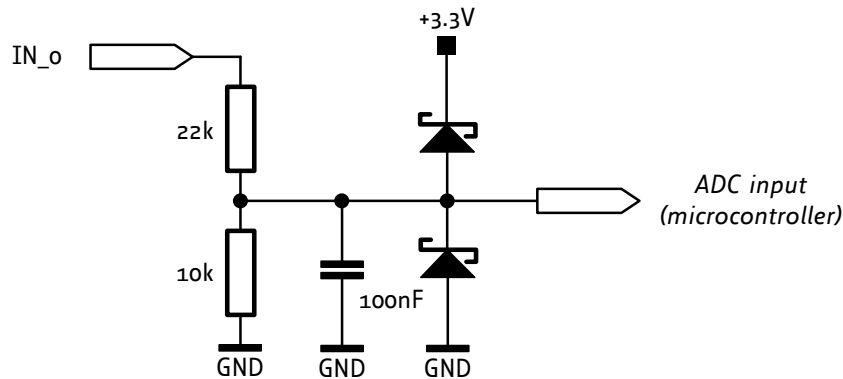 +3.3V
IN_0
22k
ADC input
(microcontroller)
10k
100nF
GND
GND
GND